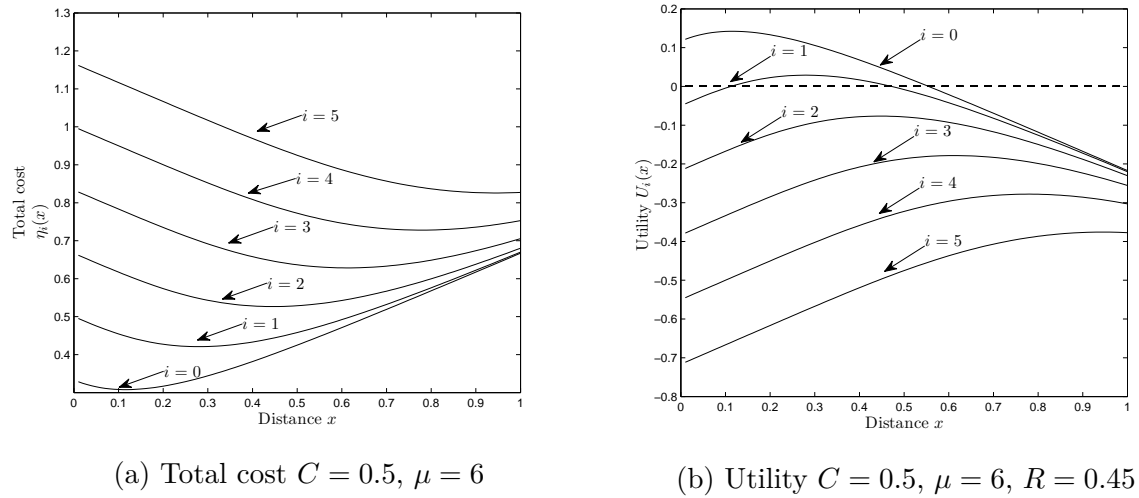 1.3
1.2
1.1
1
0.9
0.8
0.7
0.6
0.5
0.4
Total cost
η_i(x)
i = 5
i = 4
i = 3
i = 2
i = 1
i = 0
0 0.1 0.2 0.3 0.4 0.5 0.6 0.7 0.8 0.9 1
Distance x
(a) Total cost C = 0.5, μ = 6
0.2
0.1
0
−0.1
−0.2
−0.3
−0.4
−0.5
−0.6
−0.7
−0.8
Utility U_i(x)
i = 0
i = 1
i = 2
i = 3
i = 4
i = 5
0 0.1 0.2 0.3 0.4 0.5 0.6 0.7 0.8 0.9 1
Distance x
(b) Utility C = 0.5, μ = 6, R = 0.45